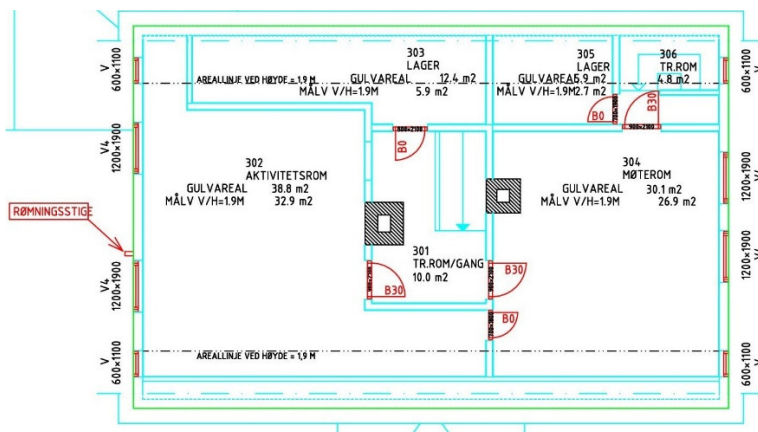 303
LAGER
GULVAREAL 12.4 m2
MÅLV V/H=1.9M 5.9 m2
305
LAGER
GULVAREAL 5.9 m2
MÅLV V/H=1.9M 2.7 m2
306
TR.ROM
4.8 m2
AREALLINJE VED HØYDE = 1,9 M
V
600×1100
V
600×1100
B0
B0
B30
800×2100
900×2100
V4
1200×1900
302
AKTIVITETSROM
GULVAREAL 38.8 m2
MÅLV V/H=1.9M 32.9 m2
304
MØTEROM
GULVAREAL 30.1 m2
MÅLV V/H=1.9M 26.9 m2
1200×1900
RØMNINGSSTIGE
301
TR.ROM/GANG
10.0 m2
B30
B30
V4
1200×1900
1200×1900
B0
AREALLINJE VED HØYDE = 1,9 M
V
600×1100
V
600×1100